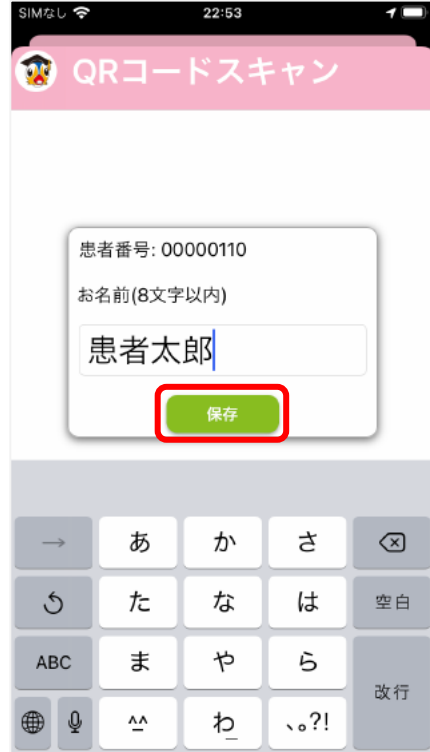 SIMなし 22:53
QRコードスキャン
患者番号: 00000110
お名前(8文字以内)
患者太郎
保存
→ あ か さ
た な は 空白
ABC ま や ら 改行
^^ わ 、。?!